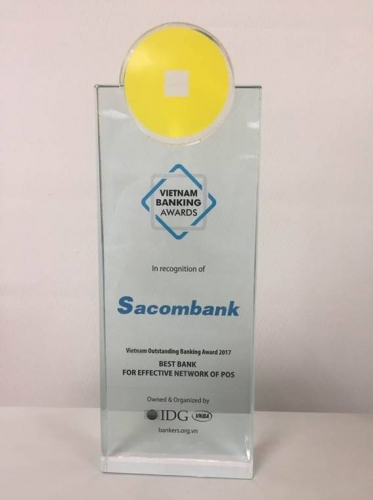 VIETNAM
BANKING
AWARDS
In recognition of
Sacombank
Vietnam Outstanding Banking Award 2017
BEST BANK
FOR EFFECTIVE NETWORK OF POS
Owned & Organized by
IDG VNBA
bankers.org.vn